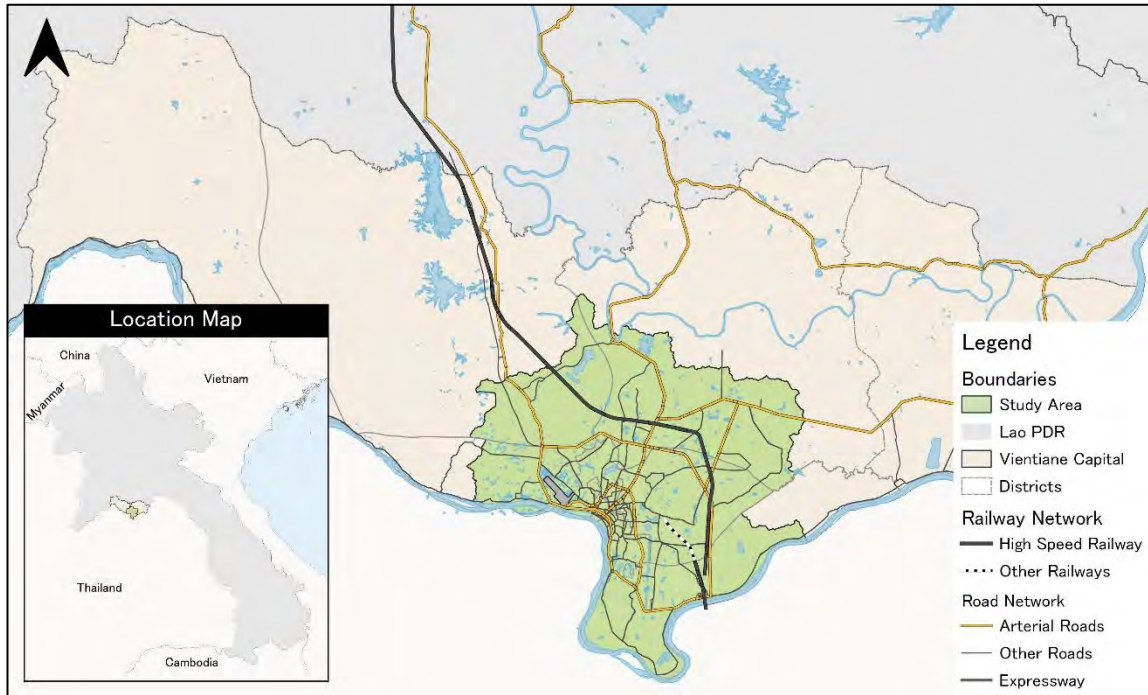 Location Map
China
Vietnam
Myanmar
Thailand
Cambodia
Legend
Boundaries
Study Area
Lao PDR
Vientiane Capital
Districts
Railway Network
High Speed Railway
Other Railways
Road Network
Arterial Roads
Other Roads
Expressway